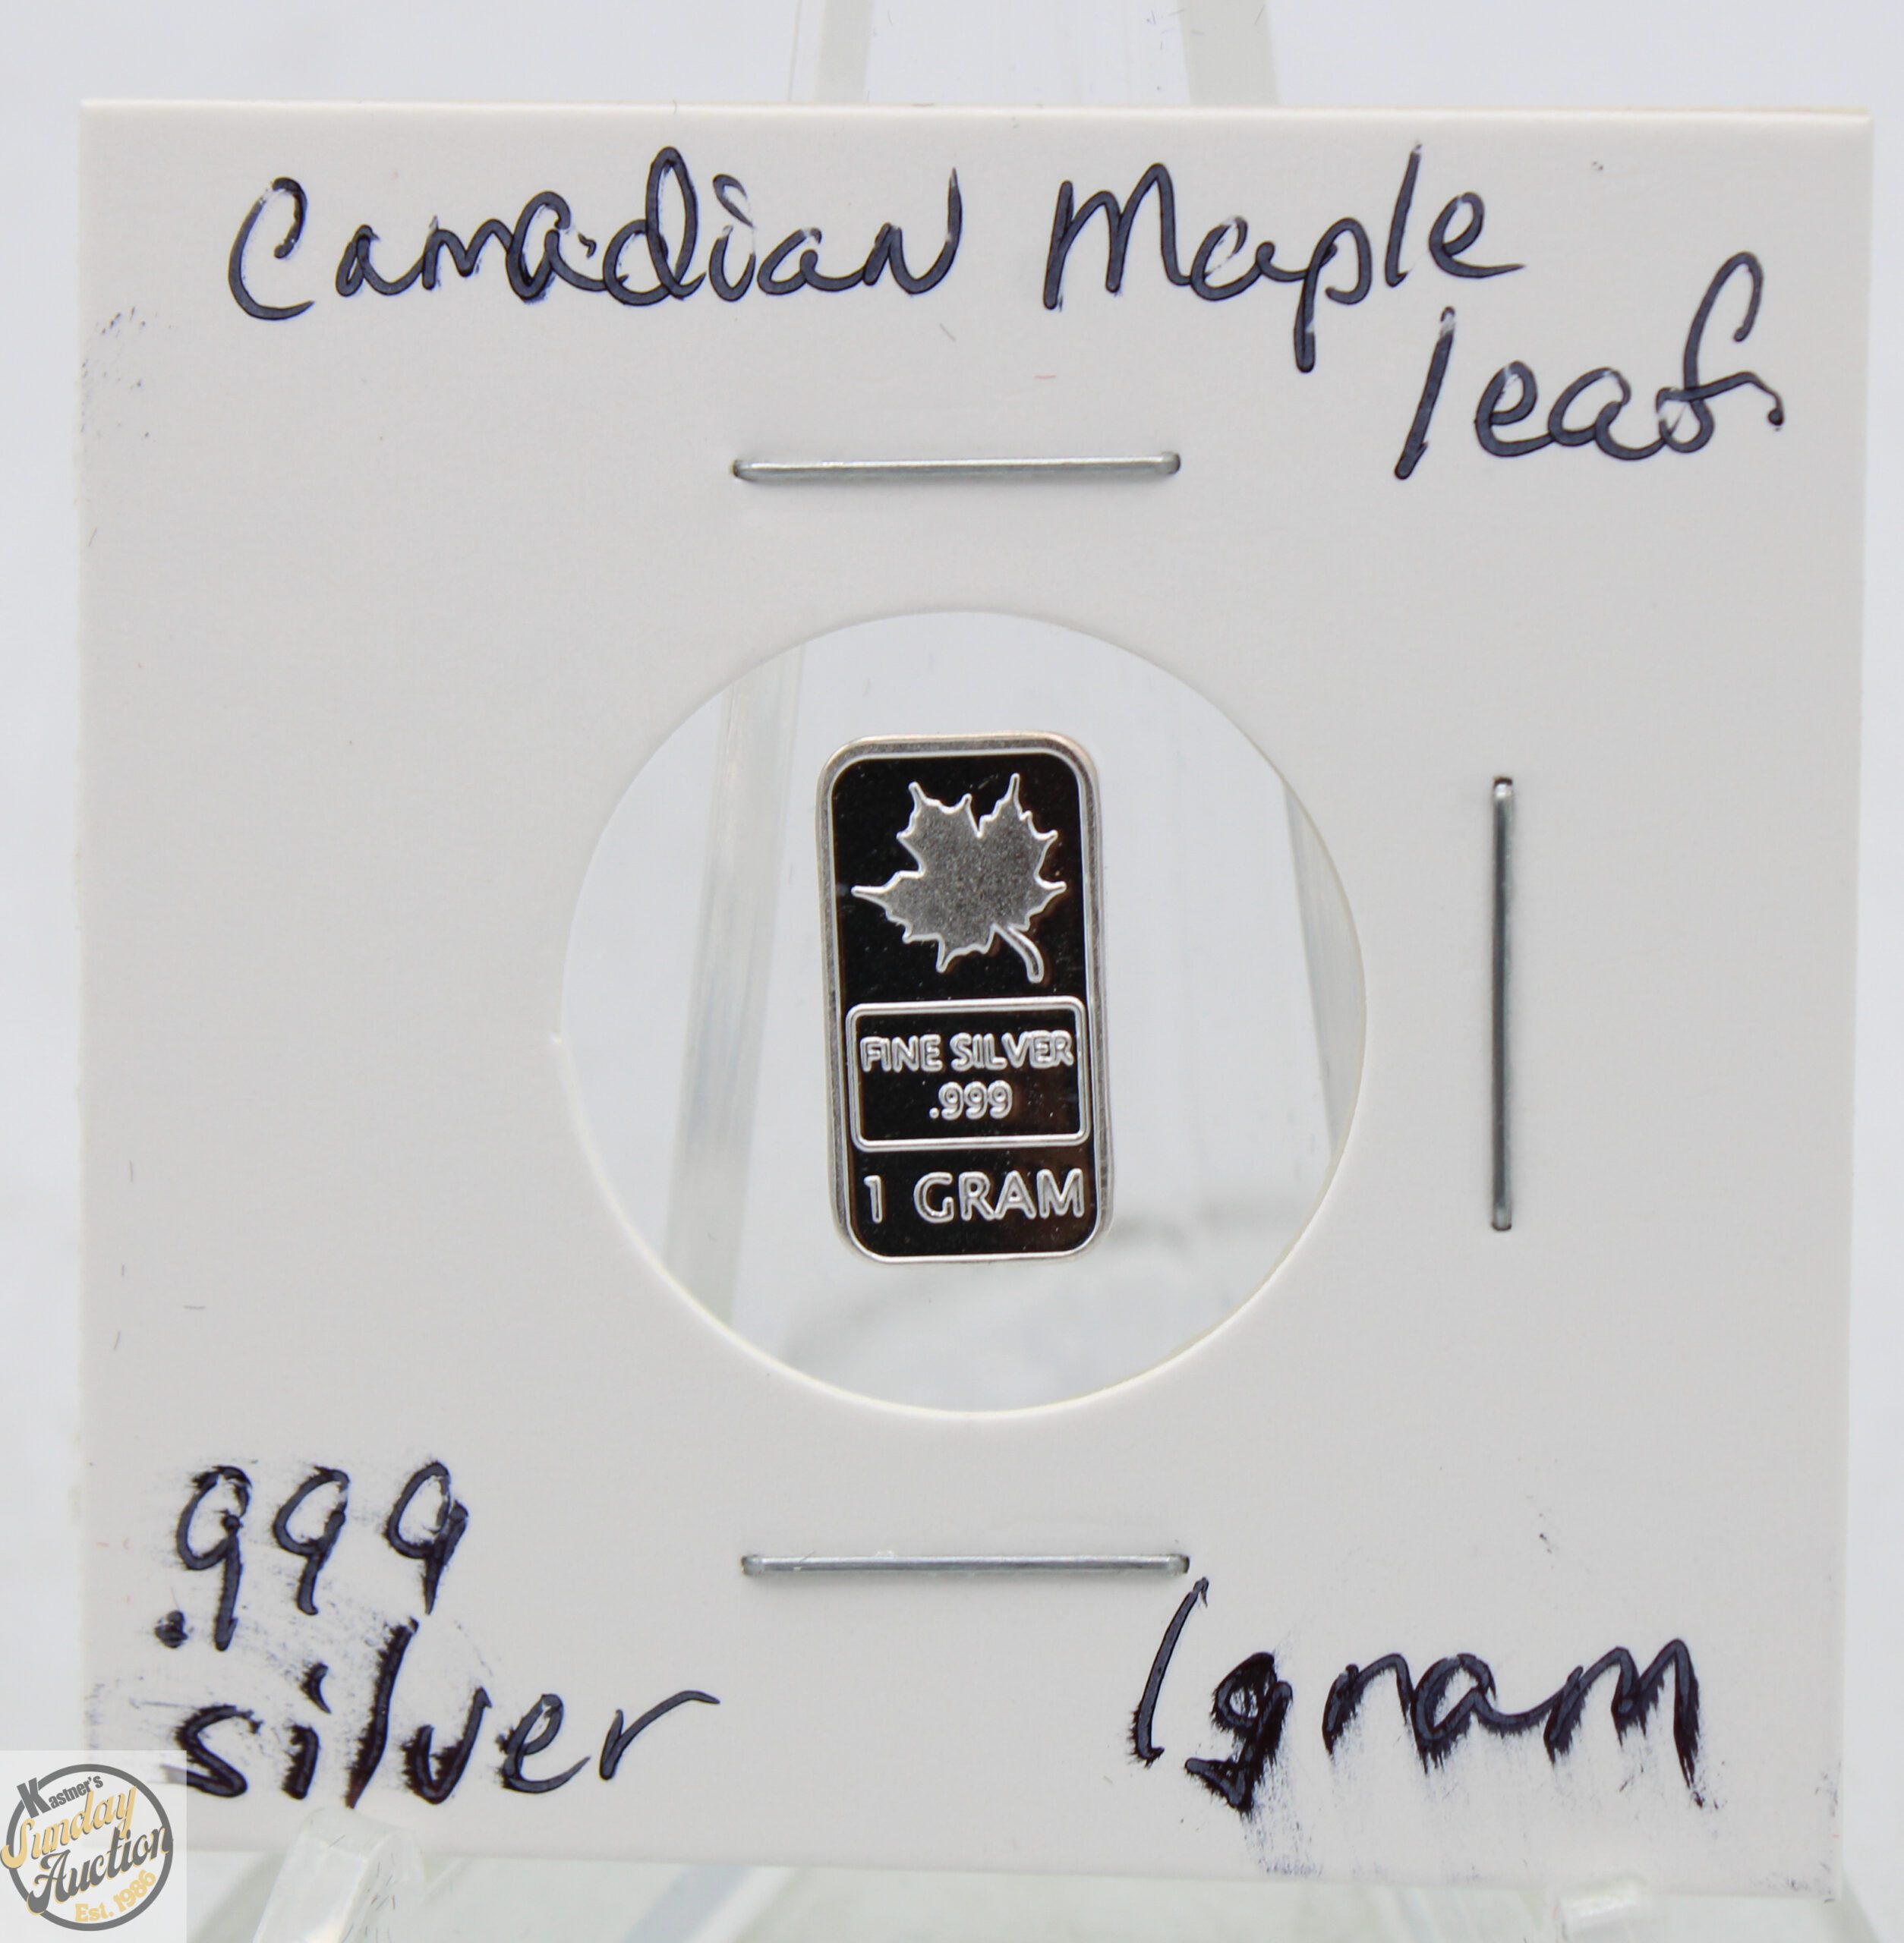 Canadian Maple
leaf
FINE SILVER
.999
1 GRAM
.999
silver
1gram
Kastner's
Sunday
Auction
Est. 1986